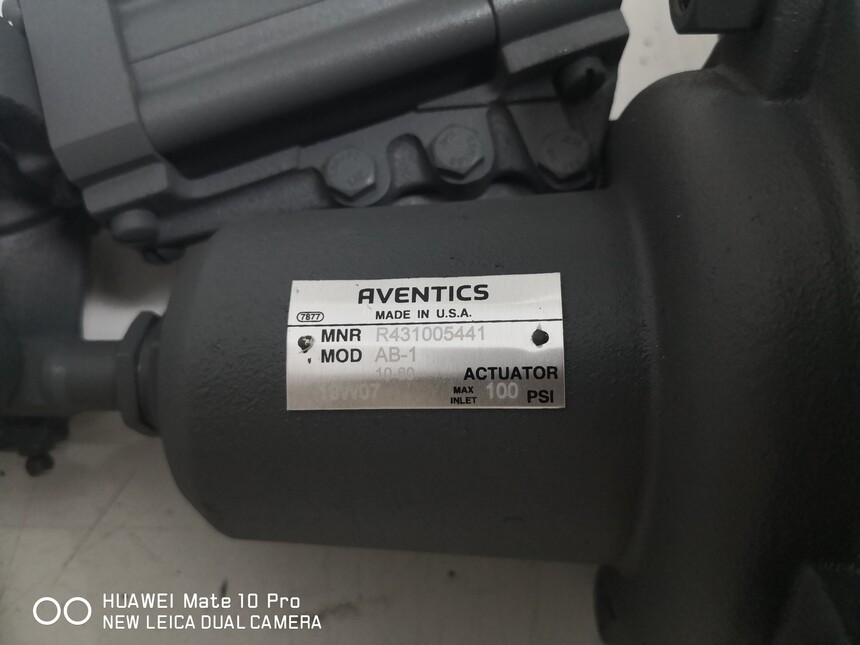 AVENTICS
MADE IN U.S.A.
7877
MNR R431005441
MOD AB-1
10-60 ACTUATOR
18W07 MAX INLET 100 PSI
HUAWEI Mate 10 Pro
NEW LEICA DUAL CAMERA